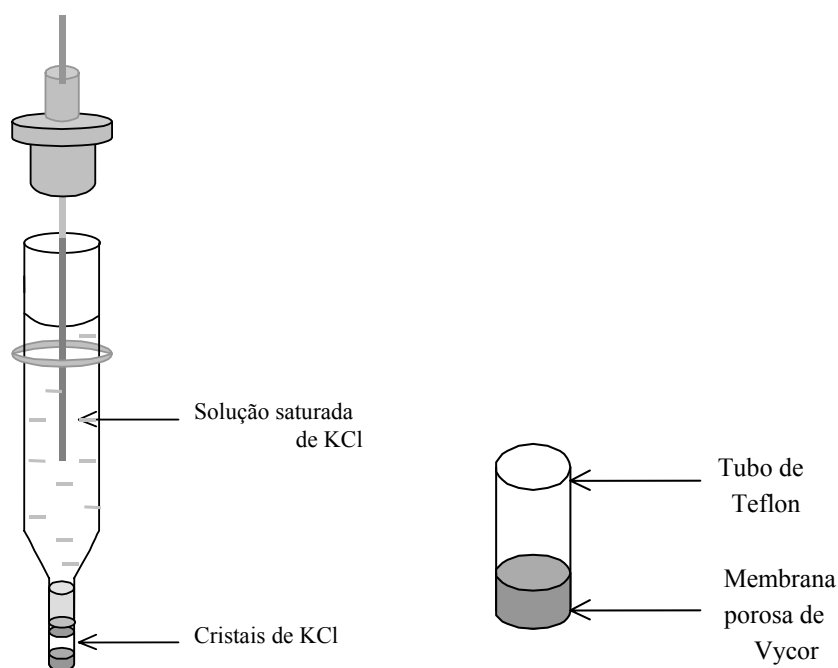 Solução saturada
de KCl
Cristais de KCl
Tubo de
Teflon
Membrana
porosa de
Vycor